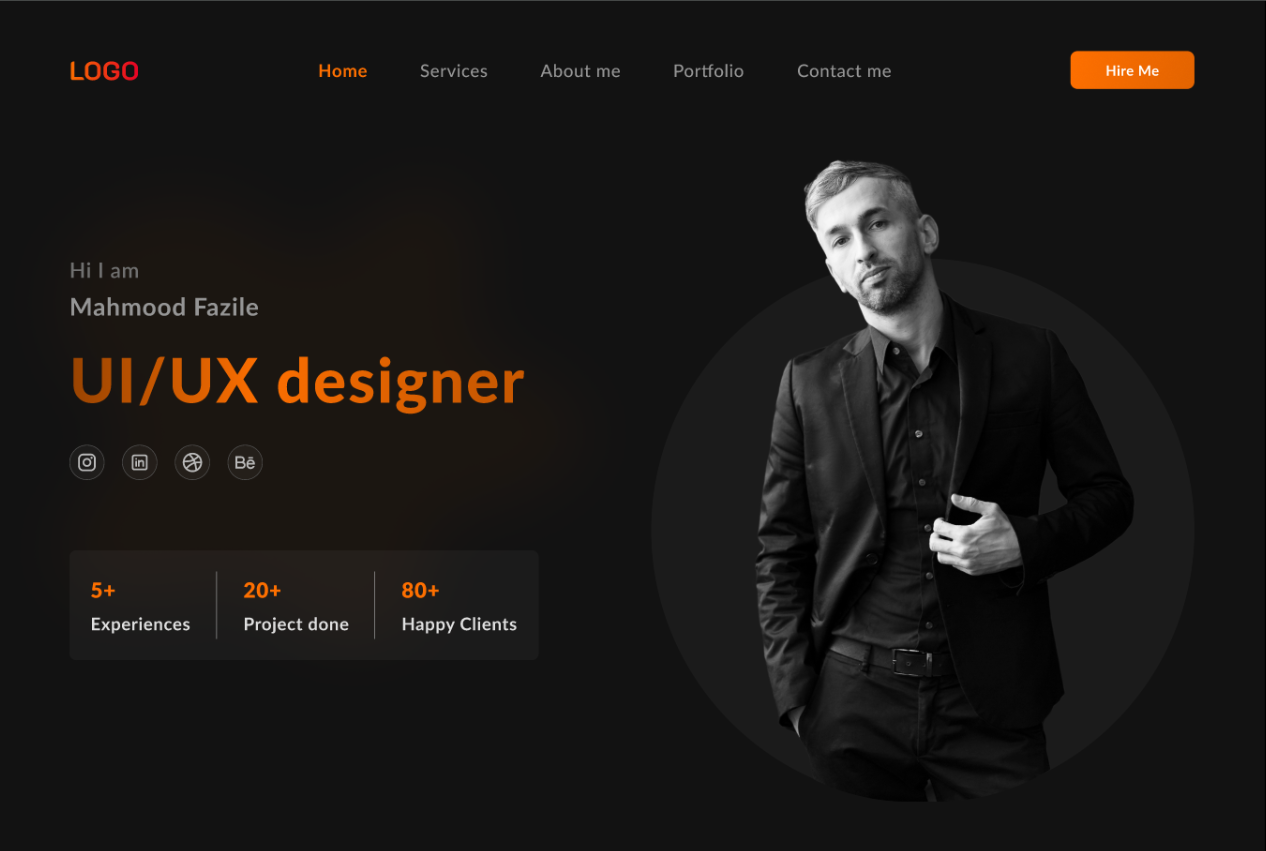 LOGO
Home Services About me Portfolio Contact me Hire Me
Hi I am
Mahmood Fazile
UI/UX designer
in Bē
5+ 20+ 80+
Experiences Project done Happy Clients